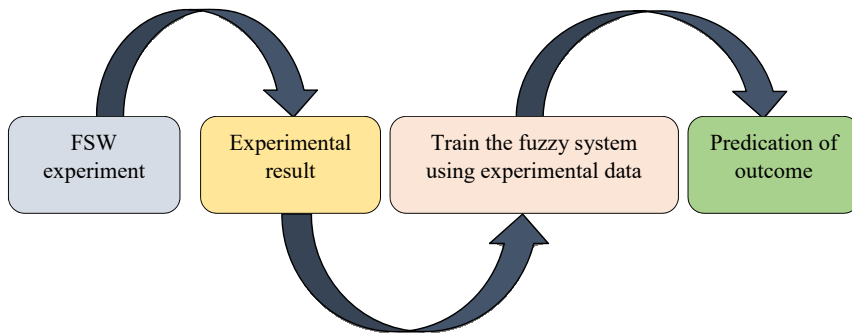 FSW
experiment
Experimental
result
Train the fuzzy system
using experimental data
Predication of
outcome